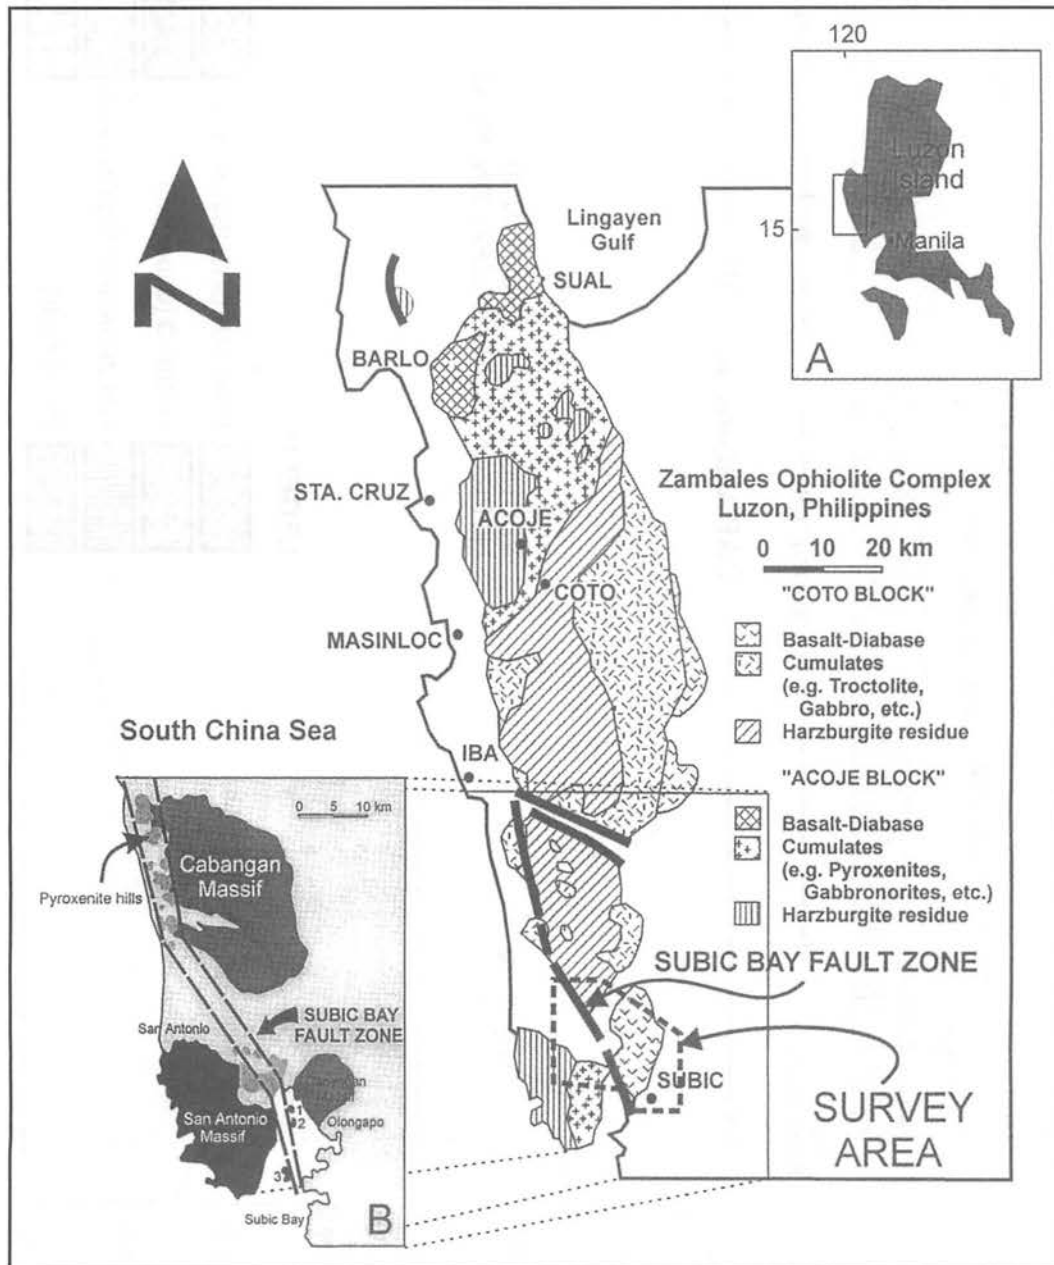 120
Luzon
Island
15
Manila
A
N
Lingayen
Gulf
SUAL
BARLO
STA. CRUZ
ACOJE
COTO
MASINLOC
IBA
South China Sea
Zambales Ophiolite Complex
Luzon, Philippines
0 10 20 km
"COTO BLOCK"
Basalt-Diabase
Cumulates
(e.g. Troctolite,
Gabbro, etc.)
Harzburgite residue
"ACOJE BLOCK"
Basalt-Diabase
Cumulates
(e.g. Pyroxenites,
Gabbronorites, etc.)
Harzburgite residue
SUBIC BAY FAULT ZONE
SUBIC
SURVEY
AREA
0 5 10 km
Cabangan
Massif
Pyroxenite hills
SUBIC BAY
FAULT ZONE
San Antonio
San Antonio
Massif
1
2
Olongapo
3
Subic Bay
B